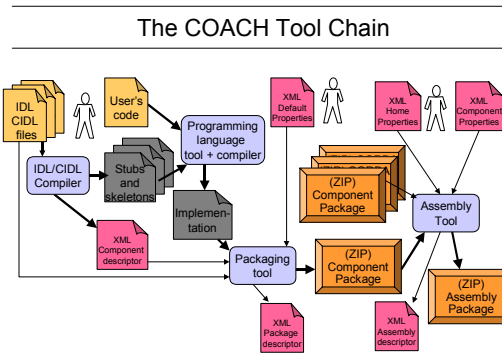 The COACH Tool Chain
IDL
CIDL
files
User's
code
Programming
language
tool + compiler
XML
Default
Properties
XML
Home
Properties
XML
Component
Properties
IDL/CIDL
Compiler
Stubs and
skeletons
Implemen-
tation
(ZIP)
Component
Package
Assembly
Tool
XML
Component
descriptor
Packaging
tool
(ZIP)
Component
Package
(ZIP)
Assembly
Package
XML
Package
descriptor
XML
Assembly
descriptor